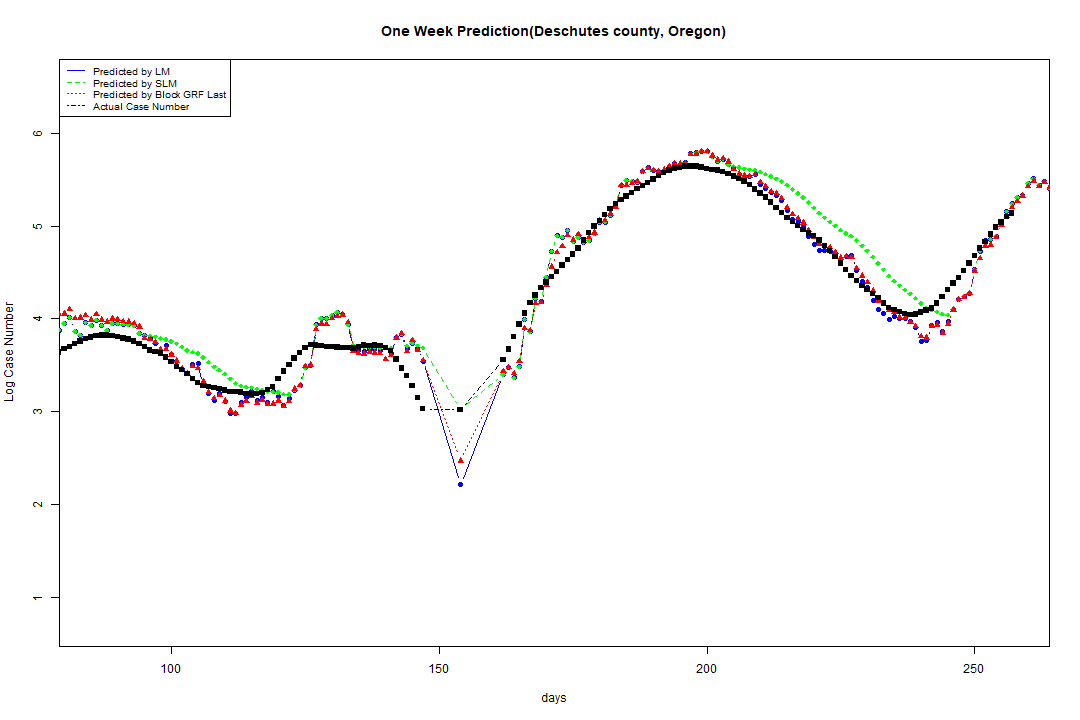 One Week Prediction(Deschutes county, Oregon)
Predicted by LM
Predicted by SLM
Predicted by Block GRF Last
Actual Case Number
6
5
4
3
2
1
Log Case Number
100
150
200
250
days